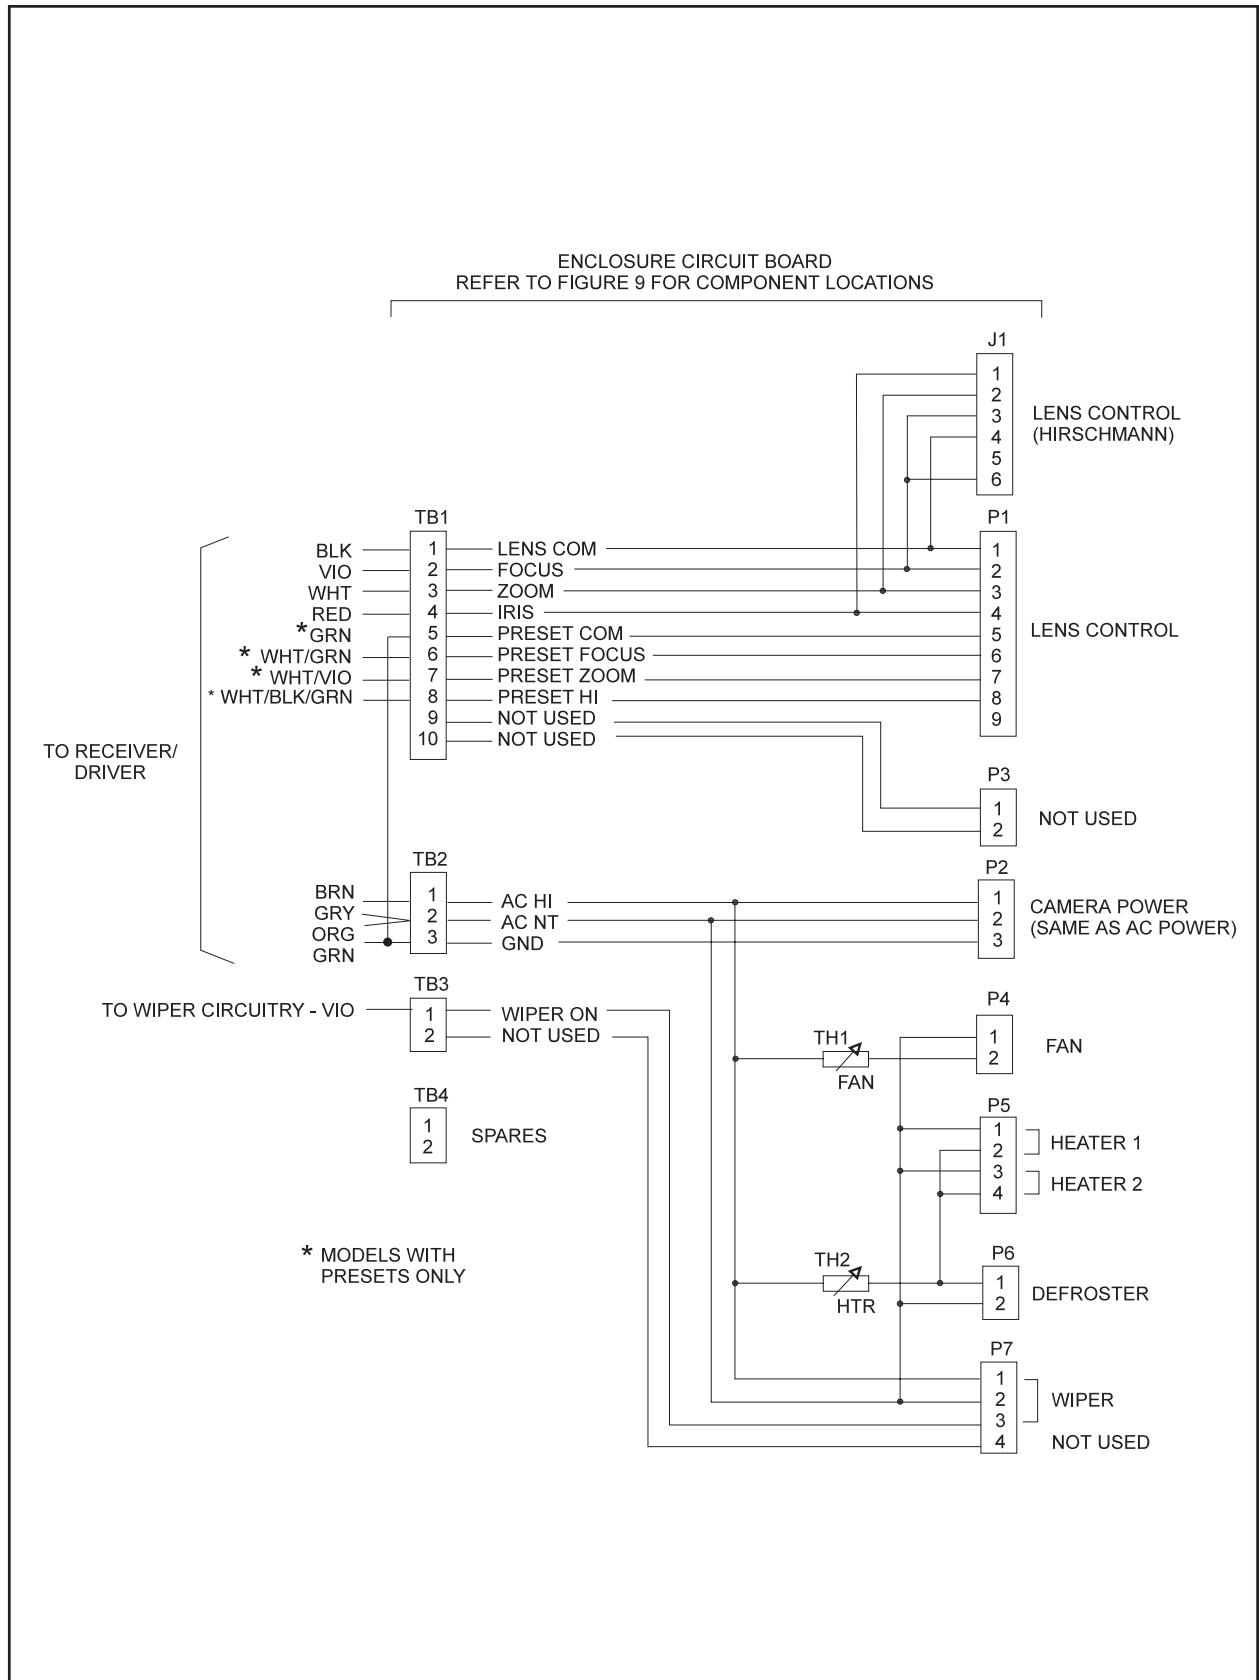 ENCLOSURE CIRCUIT BOARD
REFER TO FIGURE 9 FOR COMPONENT LOCATIONS
J1
1
2
3
4
5
6
LENS CONTROL
(HIRSCHMANN)
TB1
P1
BLK 1 LENS COM 1
VIO 2 FOCUS 2
WHT 3 ZOOM 3
RED 4 IRIS 4
* GRN 5 PRESET COM 5
* WHT/GRN 6 PRESET FOCUS 6
* WHT/VIO 7 PRESET ZOOM 7
* WHT/BLK/GRN 8 PRESET HI 8
9 NOT USED 9
10 NOT USED
LENS CONTROL
TO RECEIVER/
DRIVER
P3
1
2
NOT USED
TB2
P2
BRN 1 AC HI 1
GRY 2 AC NT 2
ORG 3 GND 3
GRN
CAMERA POWER
(SAME AS AC POWER)
TB3
TO WIPER CIRCUITRY - VIO 1 WIPER ON
2 NOT USED
P4
1
2
FAN
TH1
FAN
TB4
1
2
SPARES
P5
1
2
3
4
HEATER 1
HEATER 2
* MODELS WITH
PRESETS ONLY
TH2
HTR
P6
1
2
DEFROSTER
P7
1
2
3
4
WIPER
NOT USED